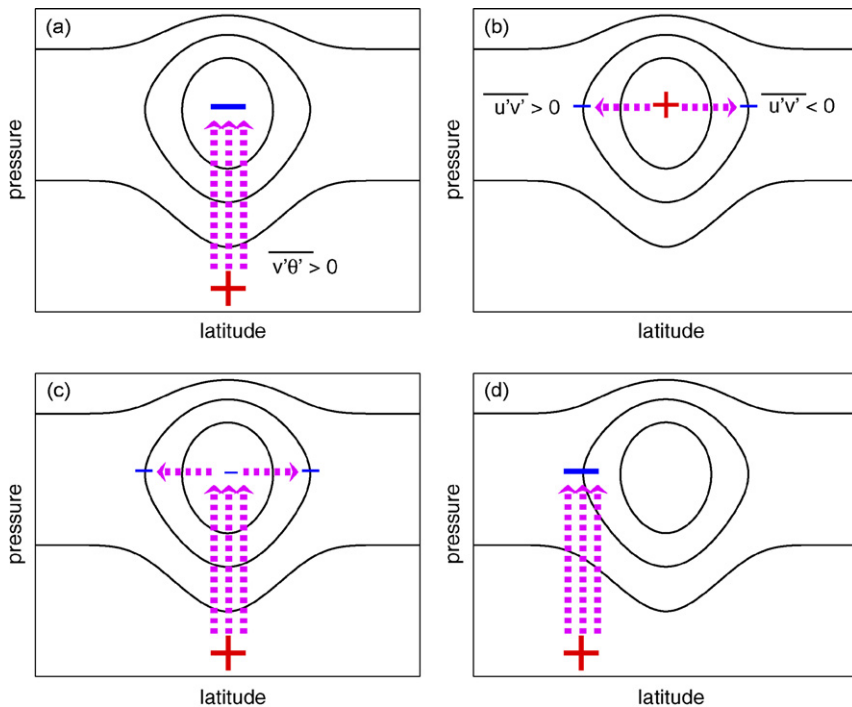 (a)
pressure
v'θ' > 0
latitude
(b)
pressure
u'v' > 0
u'v' < 0
latitude
(c)
pressure
latitude
(d)
pressure
latitude